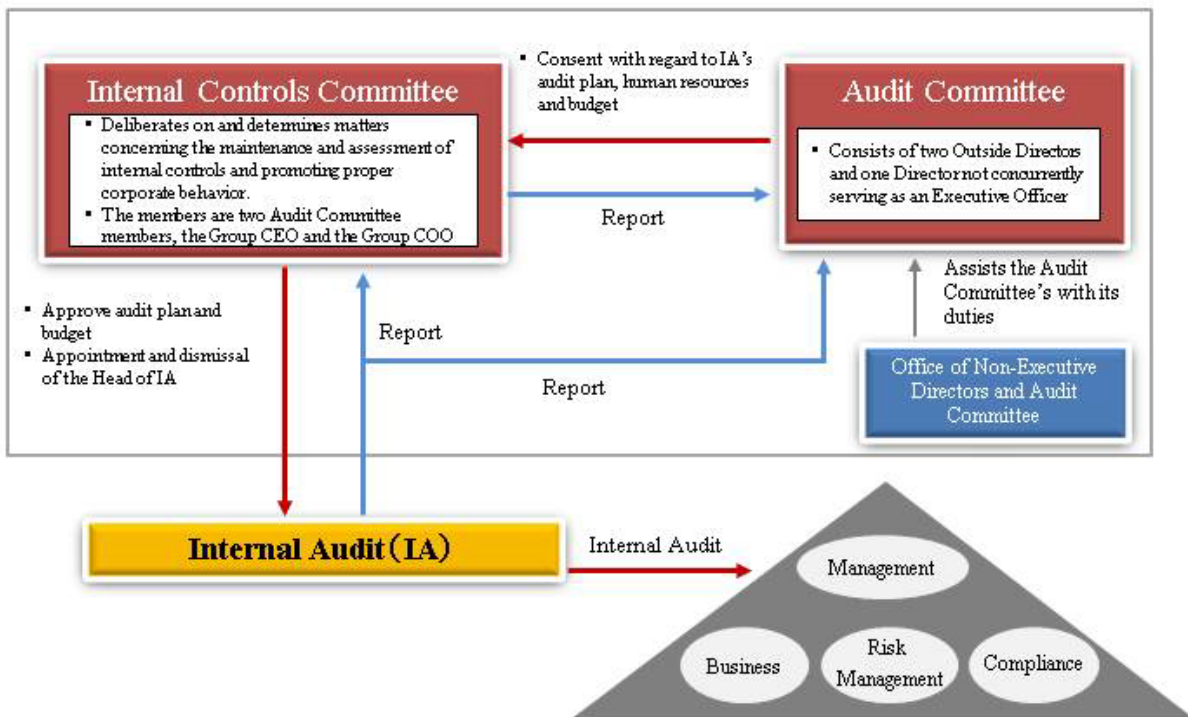 ▪ Consent with regard to IA's
audit plan, human resources
and budget
Internal Controls Committee
▪ Deliberates on and determines matters
concerning the maintenance and assessment of
internal controls and promoting proper
corporate behavior.
▪ The members are two Audit Committee
members, the Group CEO and the Group COO
Audit Committee
▪ Consists of two Outside Directors
and one Director not concurrently
serving as an Executive Officer
Report
▪ Approve audit plan and
budget
▪ Appointment and dismissal
of the Head of IA
Report
Report
Assists the Audit
Committee's with its
duties
Office of Non-Executive
Directors and Audit
Committee
Internal Audit(IA)
Internal Audit
Management
Business
Risk
Management
Compliance